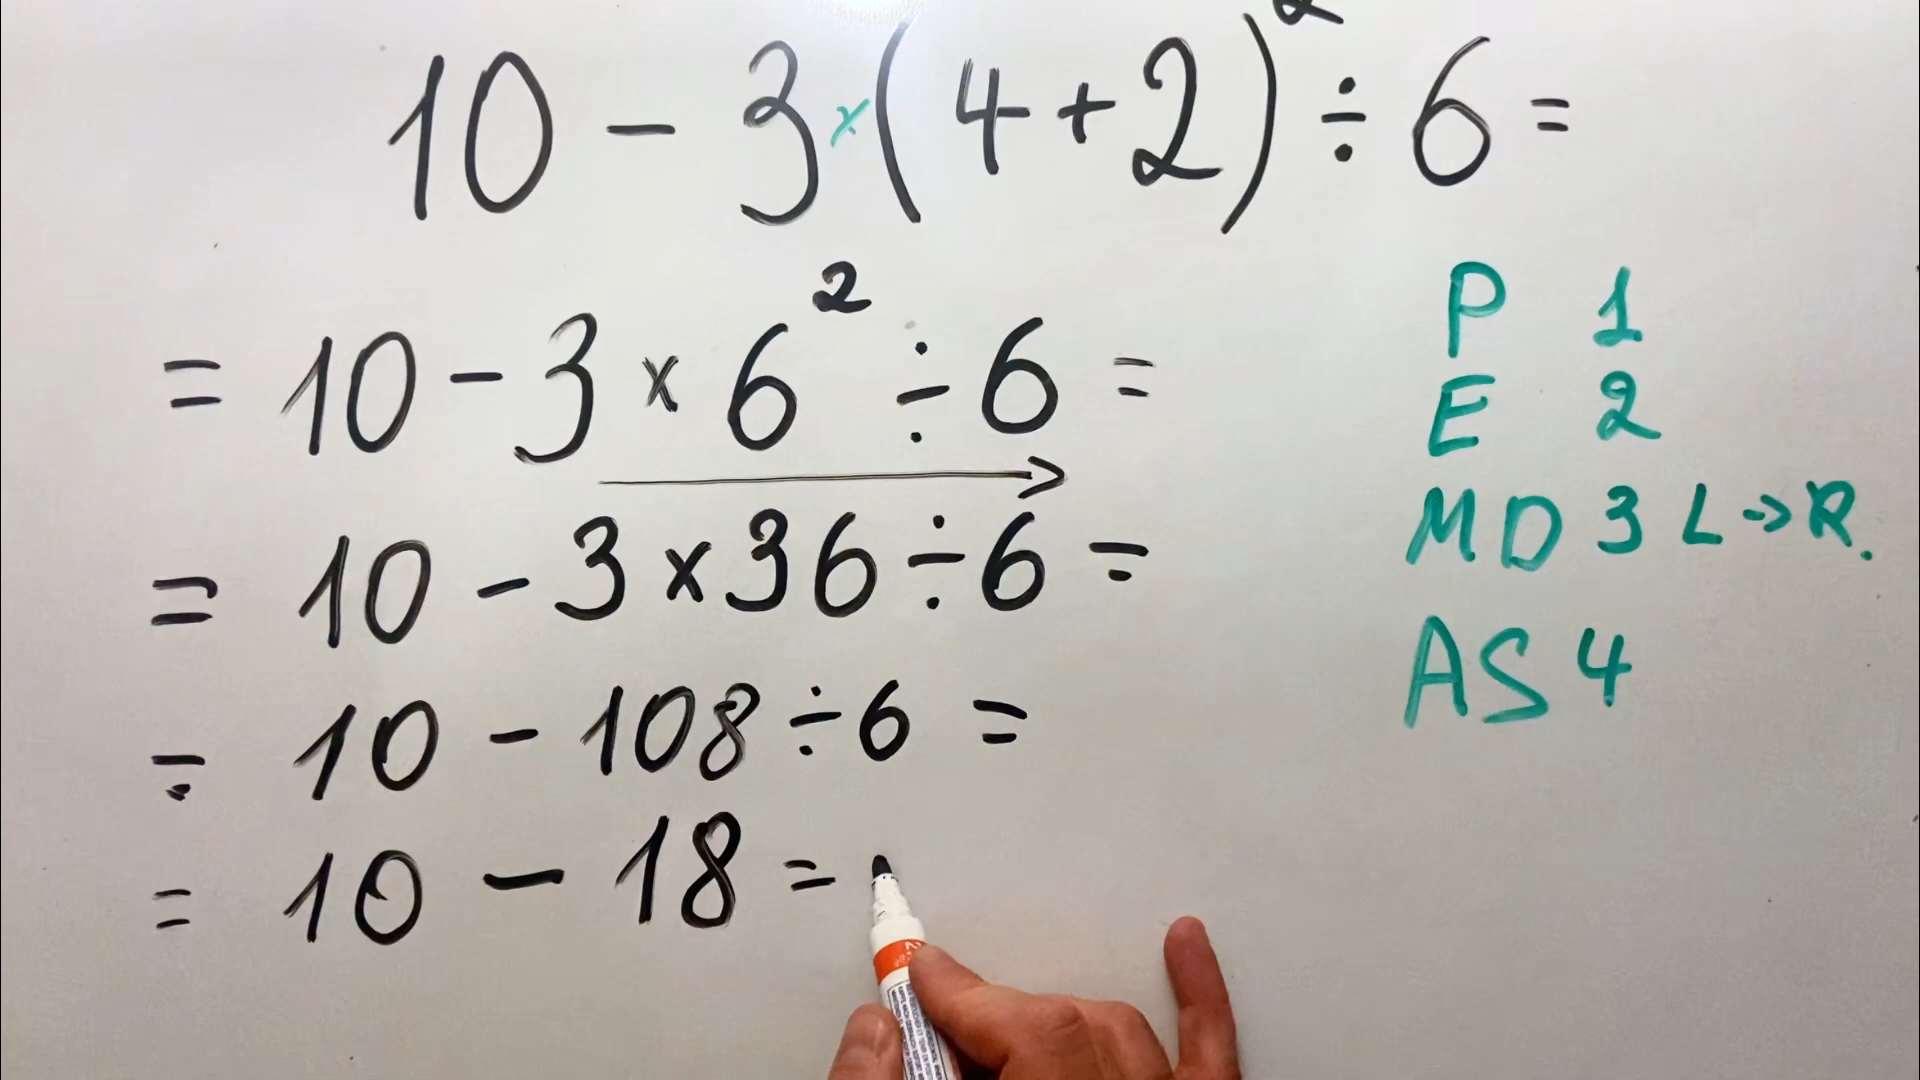 10 - 3 × (4 + 2)² ÷ 6 =
= 10 - 3 × 6² ÷ 6 =
= 10 - 3 × 36 ÷ 6 =
= 10 - 108 ÷ 6 =
= 10 - 18 =
P 1
E 2
MD 3 L → R.
AS 4